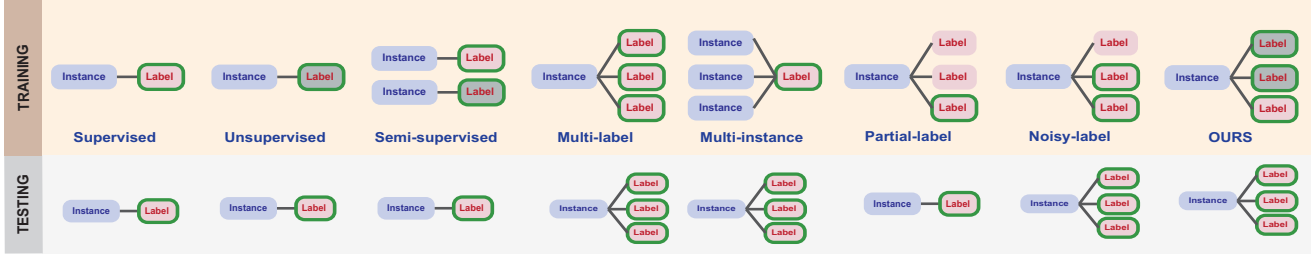 TRAINING
Instance Label
Supervised
Instance Label
Unsupervised
Instance Label
Instance Label
Semi-supervised
Instance Label
Label
Label
Multi-label
Instance
Instance Label
Instance
Multi-instance
Label
Instance Label
Label
Partial-label
Label
Instance Label
Label
Noisy-label
Label
Instance Label
Label
OURS
TESTING
Instance Label
Instance Label
Instance Label
Label
Instance Label
Label
Label
Instance Label
Label
Instance Label
Label
Instance Label
Label
Label
Instance Label
Label